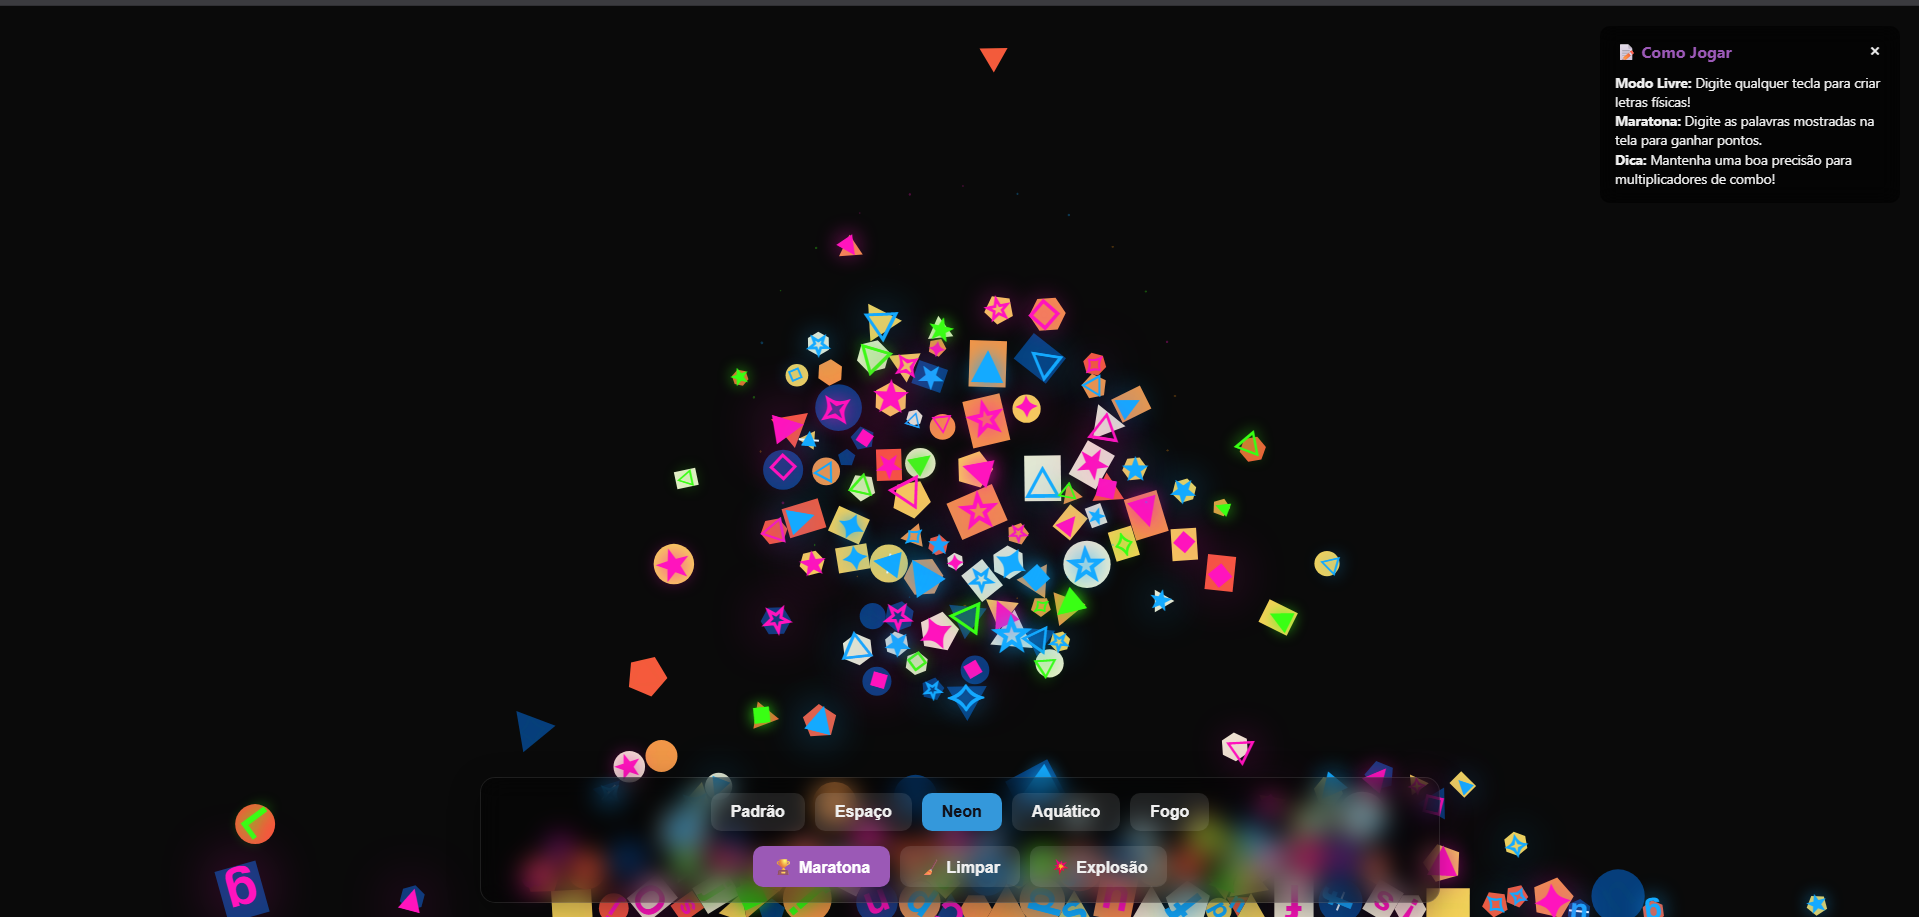 Como Jogar ×
Modo Livre: Digite qualquer tecla para criar
letras físicas!
Maratona: Digite as palavras mostradas na
tela para ganhar pontos.
Dica: Mantenha uma boa precisão para
multiplicadores de combo!
Padrão Espaço Neon Aquático Fogo
Maratona Limpar Explosão